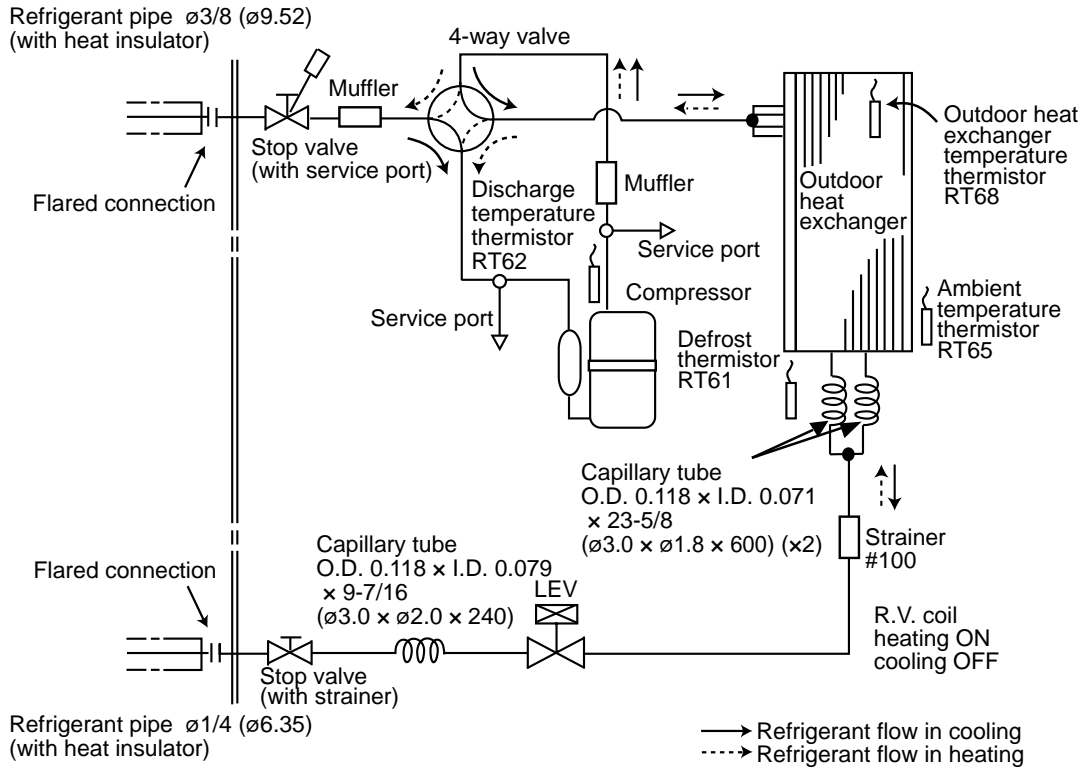 Refrigerant pipe ø3/8 (ø9.52)
(with heat insulator)
4-way valve
Muffler
Stop valve
(with service port)
Flared connection
Outdoor heat
exchanger
temperature
thermistor
RT68
Outdoor
heat
exchanger
Discharge
temperature
thermistor
RT62
Muffler
Service port
Service port
Compressor
Ambient
temperature
thermistor
RT65
Defrost
thermistor
RT61
Capillary tube
O.D. 0.118 × I.D. 0.071
× 23-5/8
(ø3.0 × ø1.8 × 600) (×2)
Strainer
#100
Capillary tube
O.D. 0.118 × I.D. 0.079
× 9-7/16
(ø3.0 × ø2.0 × 240)
LEV
Flared connection
R.V. coil
heating ON
cooling OFF
Stop valve
(with strainer)
Refrigerant pipe ø1/4 (ø6.35)
(with heat insulator)
Refrigerant flow in cooling
Refrigerant flow in heating